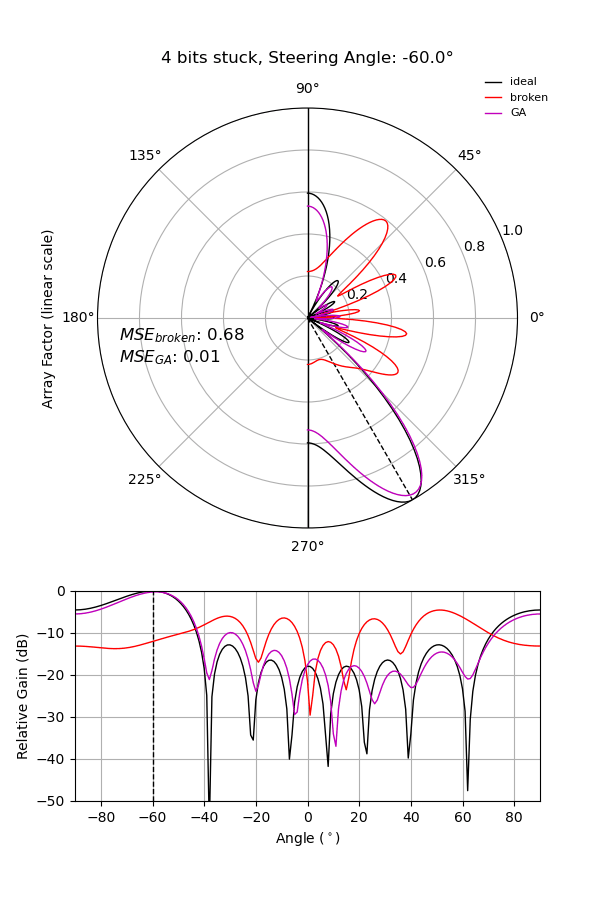 4 bits stuck, Steering Angle: -60.0°
ideal
broken
GA
90°
135°
45°
1.0
0.8
0.6
0.4
0.2
180°
0°
Array Factor (linear scale)
MSE_broken: 0.68
MSE_GA: 0.01
225°
315°
270°
0
−10
−20
−30
−40
−50
Relative Gain (dB)
−80 −60 −40 −20 0 20 40 60 80
Angle (°)